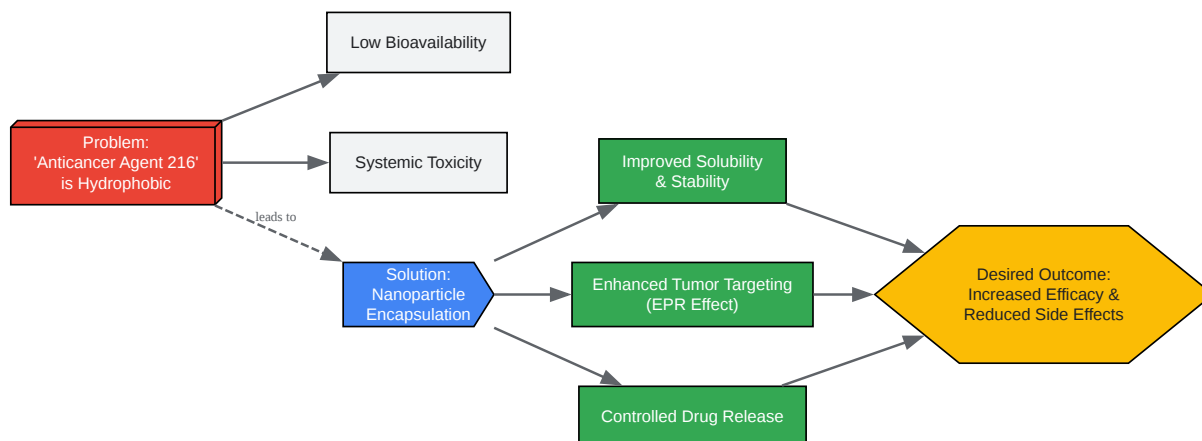 Low Bioavailability
Problem:
'Anticancer Agent 216'
is Hydrophobic
Systemic Toxicity
leads to
Solution:
Nanoparticle
Encapsulation
Improved Solubility
& Stability
Enhanced Tumor Targeting
(EPR Effect)
Controlled Drug Release
Desired Outcome:
Increased Efficacy &
Reduced Side Effects